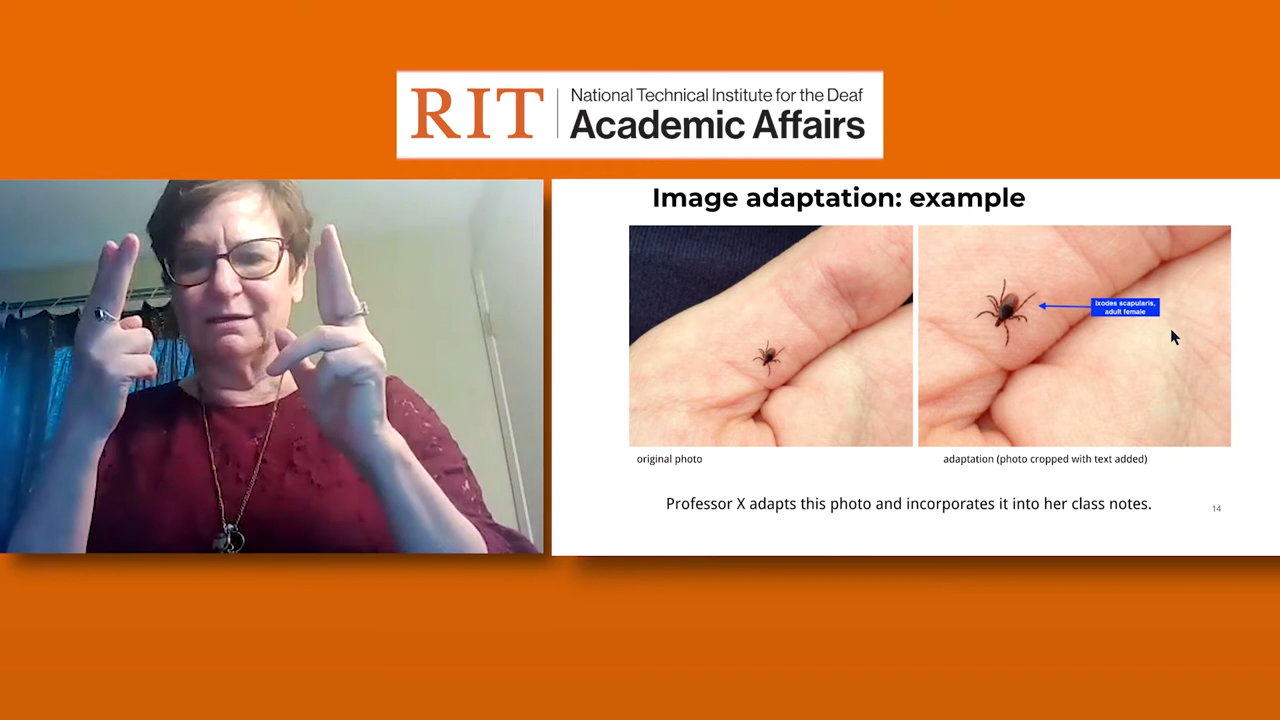 RIT
National Technical Institute for the Deaf
Academic Affairs
Image adaptation: example
Ixodes scapularis,
adult female
original photo
adaptation (photo cropped with text added)
Professor X adapts this photo and incorporates it into her class notes.
14